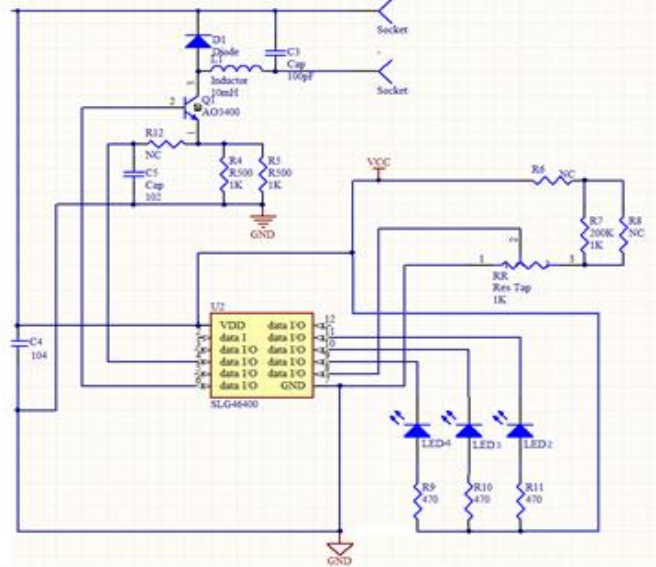 Socket
D1
Diode
C3
Cap
100pF
L1
Inductor
10mH
Socket
2
Q1
AO3400
1
R12
NC
C5
Cap
102
R4
R500
1K
R5
R500
1K
GND
VCC
R6
NC
R7
200K
1K
R8
NC
2
1
3
RR
Res Tap
1K
U2
VDD
data I/O
12
data I
data I/O
data I/O
data I/O
data I/O
data I/O
data I/O
data I/O
data I/O
GND
SLG46400
C4
104
LED4
LED3
LED2
R9
470
R10
470
R11
470
GND